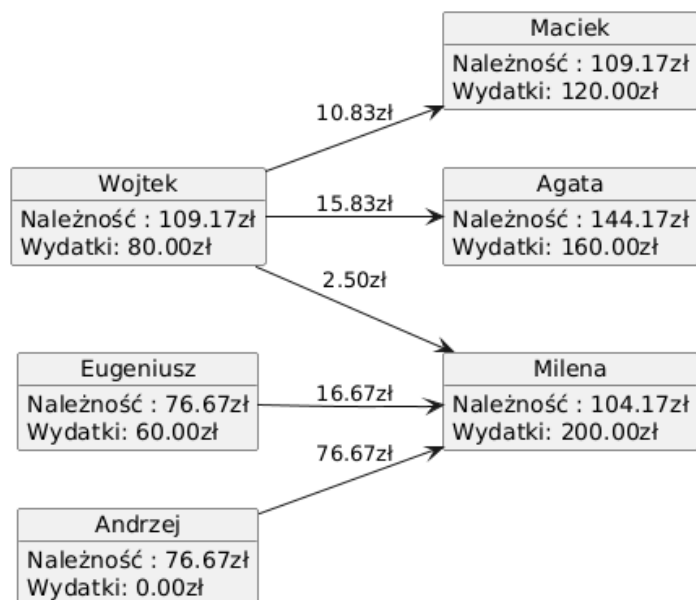 Maciek
Należność : 109.17zł
Wydatki: 120.00zł
10.83zł
Wojtek
Należność : 109.17zł
Wydatki: 80.00zł
15.83zł
Agata
Należność : 144.17zł
Wydatki: 160.00zł
2.50zł
Eugeniusz
Należność : 76.67zł
Wydatki: 60.00zł
16.67zł
Milena
Należność : 104.17zł
Wydatki: 200.00zł
76.67zł
Andrzej
Należność : 76.67zł
Wydatki: 0.00zł